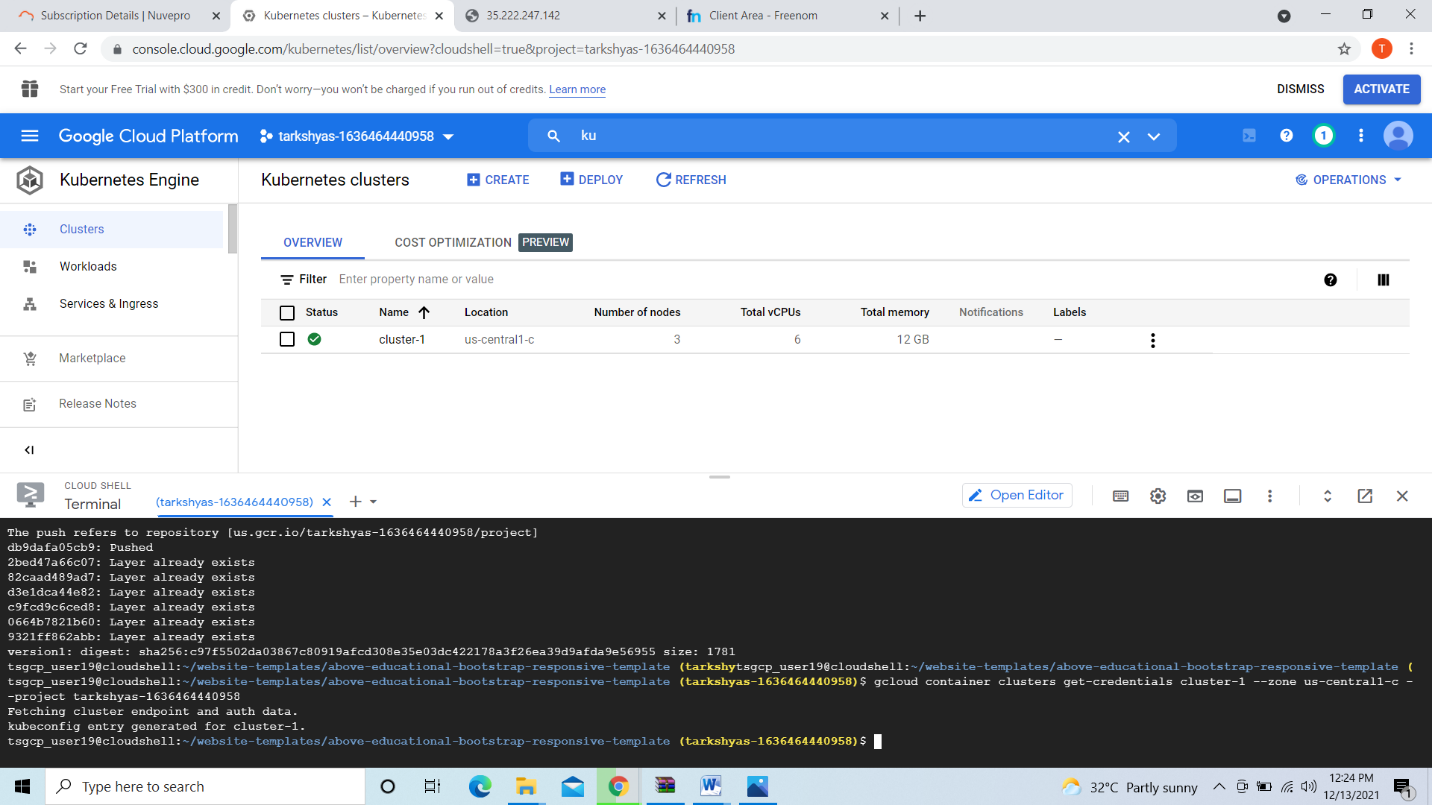 Subscription Details | Nuvepro
Kubernetes clusters – Kubernetes
35.222.247.142
fn Client Area - Freenom
console.cloud.google.com/kubernetes/list/overview?cloudshell=true&project=tarkshyas-1636464440958
T
Start your Free Trial with $300 in credit. Don't worry—you won't be charged if you run out of credits. Learn more
DISMISS
ACTIVATE
Google Cloud Platform
tarkshyas-1636464440958
ku
1
Kubernetes Engine
Kubernetes clusters
CREATE
DEPLOY
REFRESH
OPERATIONS
Clusters
Workloads
Services & Ingress
Marketplace
Release Notes
OVERVIEW
COST OPTIMIZATION PREVIEW
Filter Enter property name or value
Status Name Location Number of nodes Total vCPUs Total memory Notifications Labels
cluster-1 us-central1-c 3 6 12 GB —
CLOUD SHELL
Terminal
(tarkshyas-1636464440958)
Open Editor
The push refers to repository [us.gcr.io/tarkshyas-1636464440958/project]
db9dafa05cb9: Pushed
2bed47a66c07: Layer already exists
82caad489ad7: Layer already exists
d3e1dca44e82: Layer already exists
c9fcd9c6ced8: Layer already exists
0664b7821b60: Layer already exists
9321ff862abb: Layer already exists
version1: digest: sha256:c97f5502da03867c80919afcd308e35e03dc422178a3f26ea39d9afda9e56955 size: 1781
tsgcp_user19@cloudshell:~/website-templates/above-educational-bootstrap-responsive-template (tarkshytsgcp_user19@cloudshell:~/website-templates/above-educational-bootstrap-responsive-template (
tsgcp_user19@cloudshell:~/website-templates/above-educational-bootstrap-responsive-template (tarkshyas-1636464440958)$ gcloud container clusters get-credentials cluster-1 --zone us-central1-c -
-project tarkshyas-1636464440958
Fetching cluster endpoint and auth data.
kubeconfig entry generated for cluster-1.
tsgcp_user19@cloudshell:~/website-templates/above-educational-bootstrap-responsive-template (tarkshyas-1636464440958)$
Type here to search
32°C Partly sunny
12:24 PM
12/13/2021
1